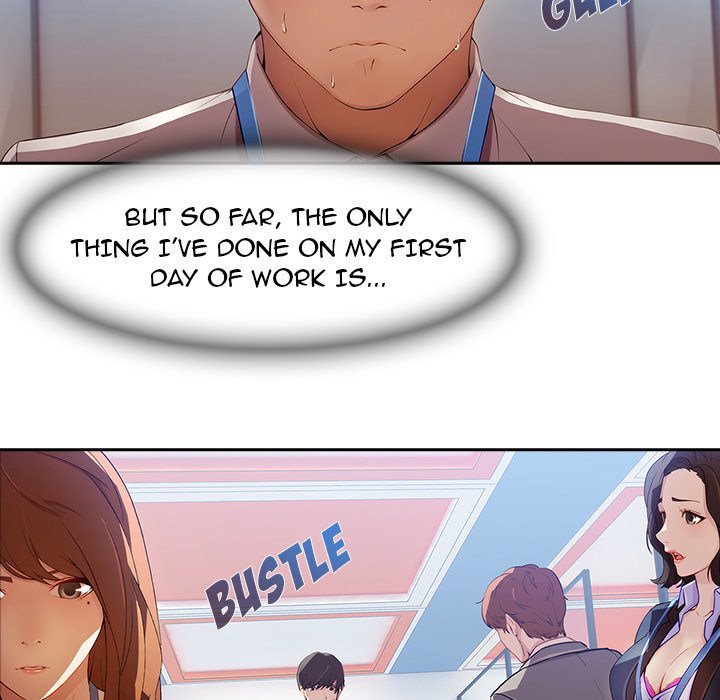 BUT SO FAR, THE ONLY
THING I'VE DONE ON MY FIRST
DAY OF WORK IS...
BUSTLE